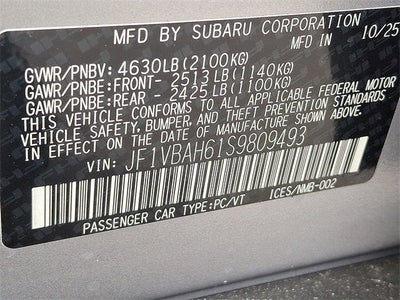 MFD BY SUBARU CORPORATION 10/25
GVWR/PNBV: 4630LB(2100KG)
GAWR/PNBE:FRONT- 2513LB(1140KG)
GAWR/PNBE:REAR - 2425LB(1100KG)
THIS VEHICLE CONFORMS TO ALL APPLICABLE FEDERAL MOTOR
VEHICLE SAFETY, BUMPER, AND THEFT PREVENTION STANDARDS
IN EFFECT ON THE DATE OF MANUFACTURE SHOWN ABOVE.
VIN: JF1VBAH61S9809493
PASSENGER CAR TYPE:PC/VT ICES/NMB-002